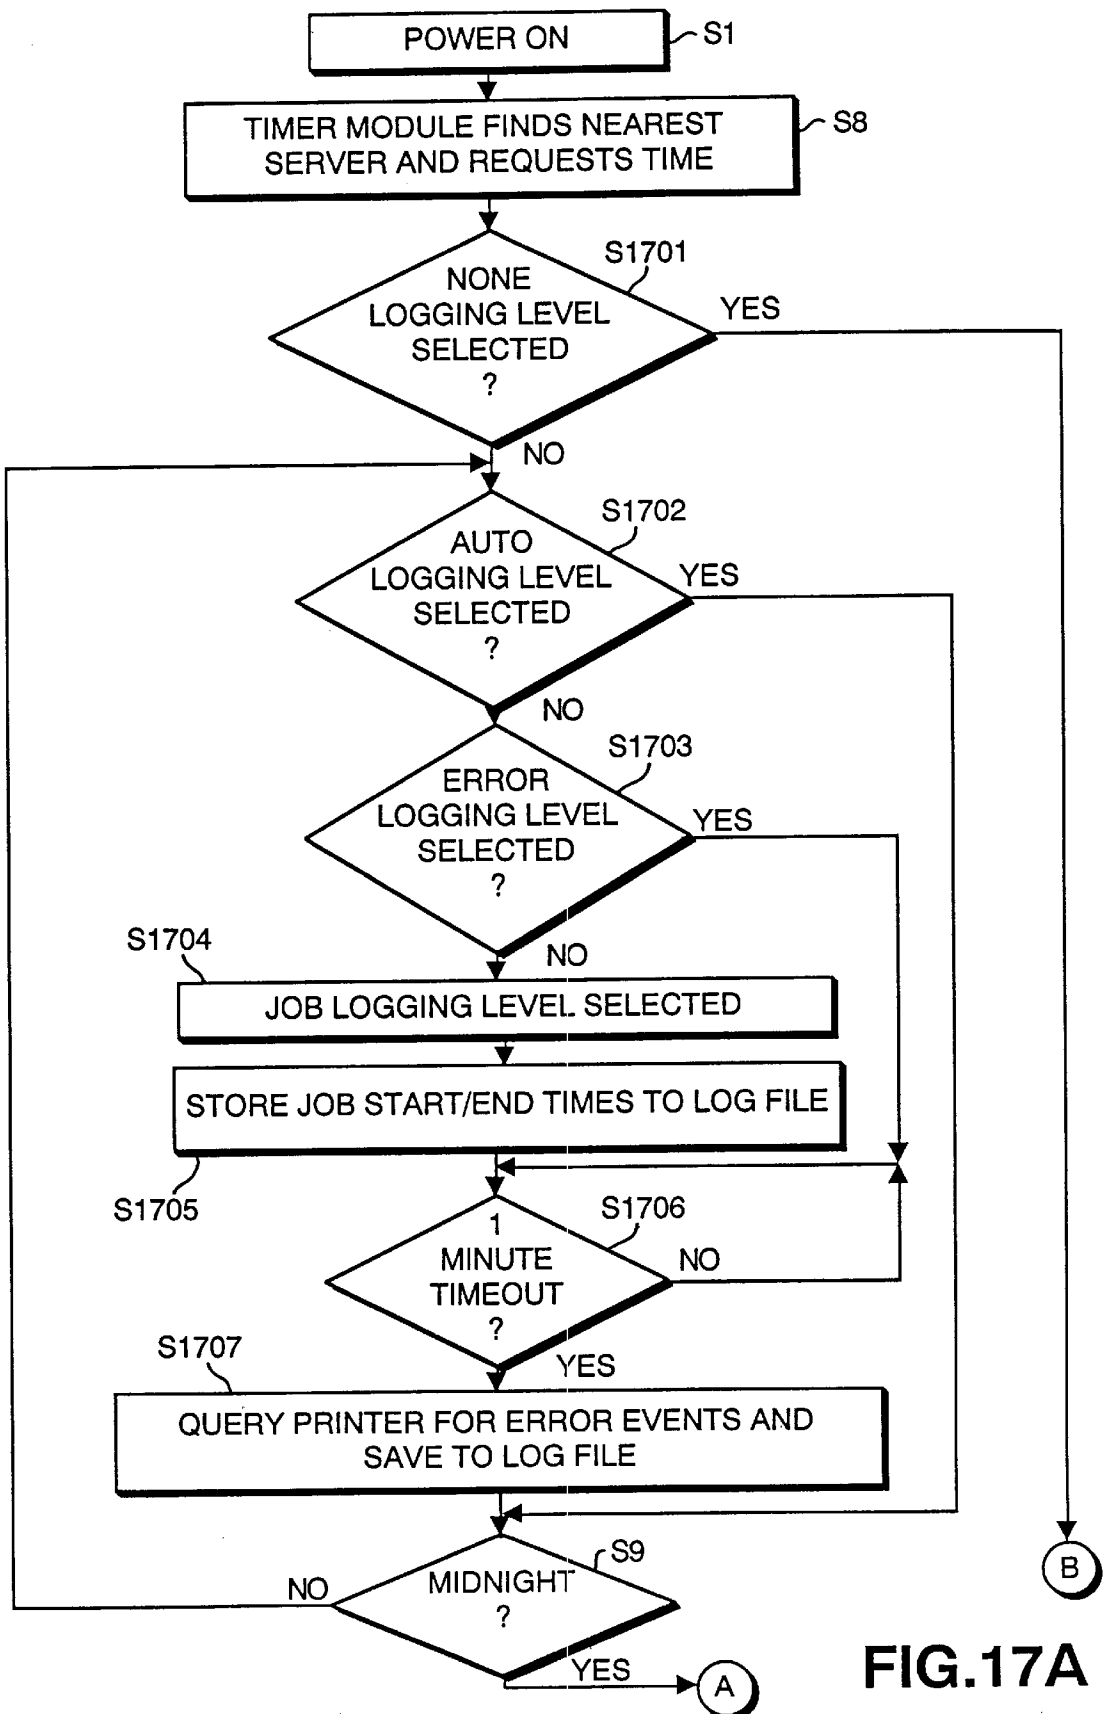 POWER ON
S1
TIMER MODULE FINDS NEAREST
SERVER AND REQUESTS TIME
S8
S1701
NONE
LOGGING LEVEL
SELECTED
?
YES
NO
S1702
AUTO
LOGGING LEVEL
SELECTED
?
YES
NO
S1703
ERROR
LOGGING LEVEL
SELECTED
?
YES
NO
S1704
JOB LOGGING LEVEL SELECTED
STORE JOB START/END TIMES TO LOG FILE
S1705
S1706
1
MINUTE
TIMEOUT
?
NO
YES
S1707
QUERY PRINTER FOR ERROR EVENTS AND
SAVE TO LOG FILE
S9
MIDNIGHT
?
NO
YES
A
B
FIG.17A